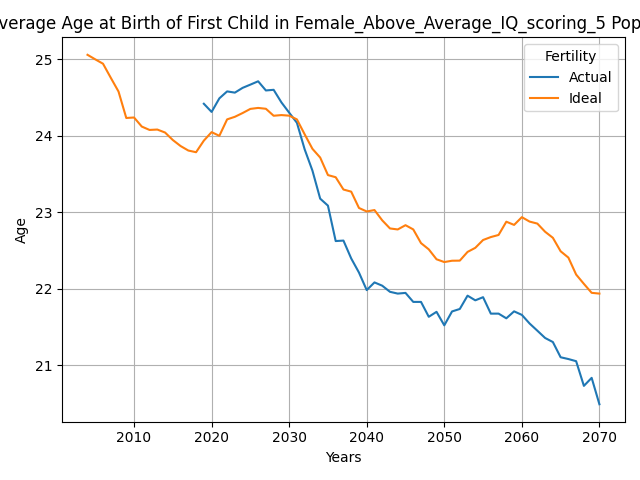 verage Age at Birth of First Child in Female_Above_Average_IQ_scoring_5 Pop
Fertility
Actual
Ideal
25
24
23
22
21
Age
2010 2020 2030 2040 2050 2060 2070
Years